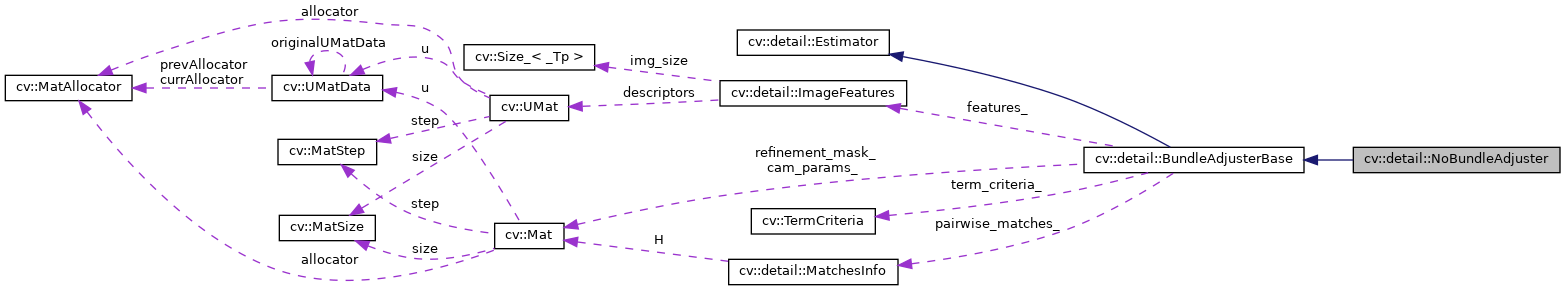 allocator
originalUMatData
u
cv::Size_< _Tp >
cv::detail::Estimator
prevAllocator
currAllocator
img_size
cv::MatAllocator
cv::UMatData
u
descriptors
cv::detail::ImageFeatures
cv::UMat
features_
step
cv::MatStep
size
refinement_mask_
cam_params_
cv::detail::BundleAdjusterBase
cv::detail::NoBundleAdjuster
term_criteria_
step
cv::MatSize
cv::TermCriteria
pairwise_matches_
cv::Mat
H
size
allocator
cv::detail::MatchesInfo